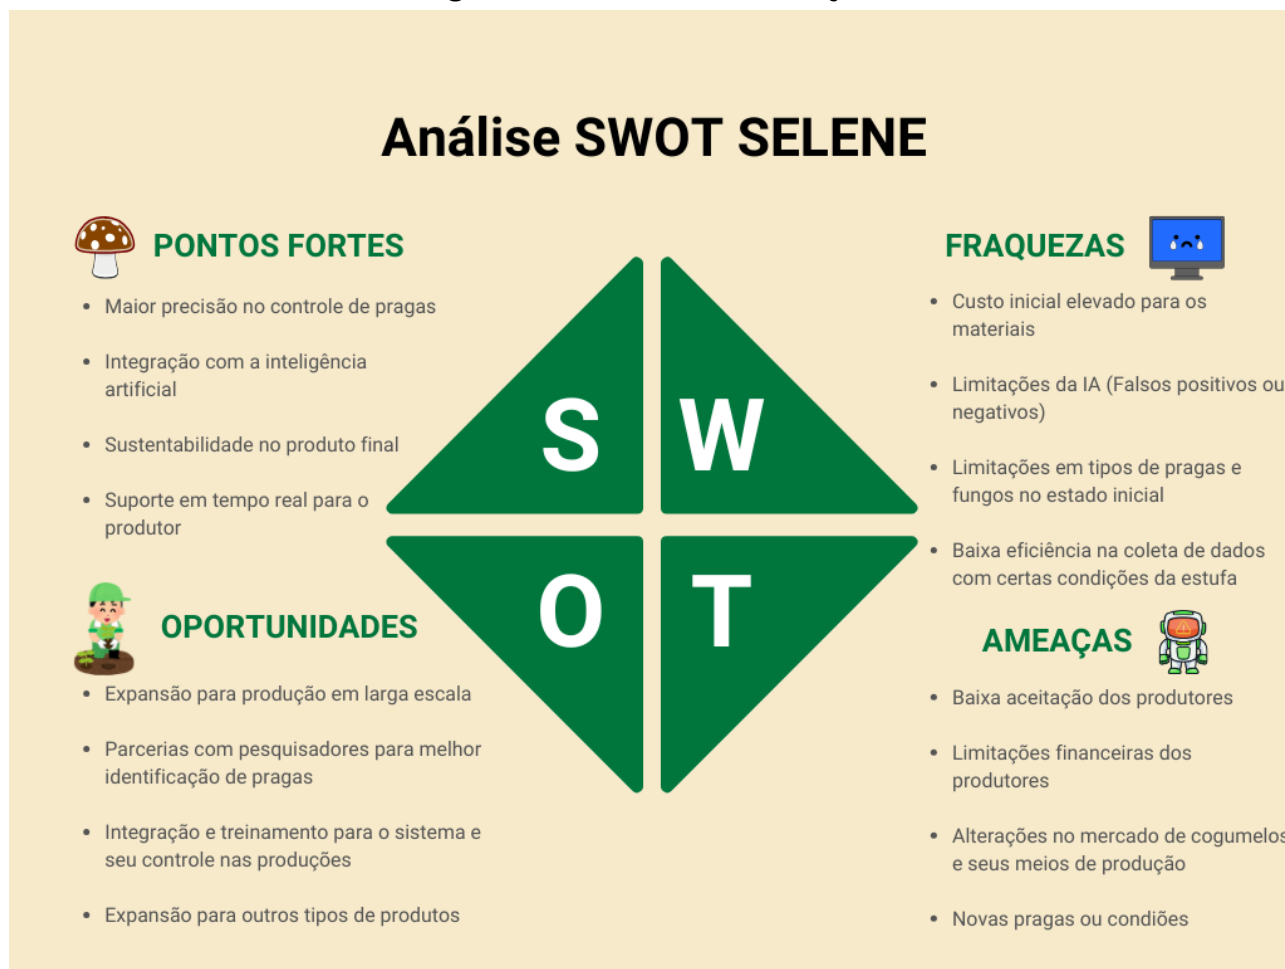 Análise SWOT SELENE
PONTOS FORTES
Maior precisão no controle de pragas
Integração com a inteligência
artificial
Sustentabilidade no produto final
Suporte em tempo real para o
produtor
FRAQUEZAS
Custo inicial elevado para os
materiais
Limitações da IA (Falsos positivos ou
negativos)
Limitações em tipos de pragas e
fungos no estado inicial
Baixa eficiência na coleta de dados
com certas condições da estufa
S
W
O
T
OPORTUNIDADES
Expansão para produção em larga escala
Parcerias com pesquisadores para melhor
identificação de pragas
Integração e treinamento para o sistema e
seu controle nas produções
Expansão para outros tipos de produtos
AMEAÇAS
Baixa aceitação dos produtores
Limitações financeiras dos
produtores
Alterações no mercado de cogumelos
e seus meios de produção
Novas pragas ou condiões